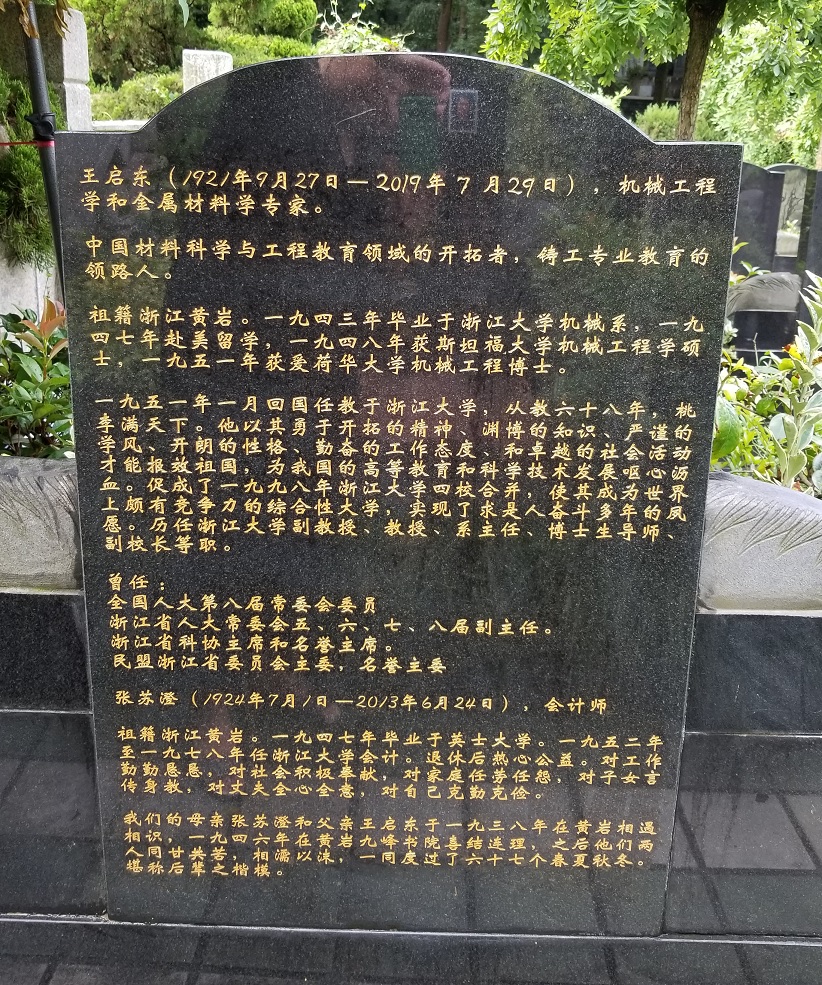 王启东（1921年9月27日—2019年7月29日），机械工程
学和金属材料学专家。
中国材料科学与工程教育领域的开拓者，铸工专业教育的
领路人。
祖籍浙江黄岩。一九四三年毕业于浙江大学机械系，一九
四七年赴美留学，一九四八年获斯坦福大学机械工程学硕
士，一九五一年获爱荷华大学机械工程博士。
一九五一年一月回国任教于浙江大学，从教六十八年，桃
李满天下。他以其勇于开拓的精神、渊博的知识、严谨的
学风、开朗的性格、勤奋的工作态度、和卓越的社会活动
才能报效祖国，为我国的高等教育和科学技术发展呕心沥
血。促成了一九九八年浙江大学四校合并，使其成为世界
上颇有竞争力的综合性大学，实现了求是人奋斗多年的夙
愿。历任浙江大学副教授、教授、系主任、博士生导师、
副校长等职。
曾任：
全国人大第八届常委会委员
浙江省人大常委会五、六、七、八届副主任。
浙江省科协主席和名誉主席。
民盟浙江省委员会主委，名誉主委
张苏澄（1924年7月1日—2013年6月24日），会计师
祖籍浙江黄岩。一九四七年毕业于英士大学。一九五二年
至一九七八年任浙江大学会计。退休后热心公益。对工作
勤勤恳恳，对社会积极奉献，对家庭任劳任怨，对子女言
传身教，对丈夫全心会意，对自己克勤克俭。
我们的母亲张苏澄和父亲王启东于一九三八年在黄岩相遇
相识，一九四六年在黄岩九峰书院喜结连理，之后他们两
人同甘共苦，相濡以沫，一同度过了六十七个春夏秋冬。
堪称后辈之楷模。